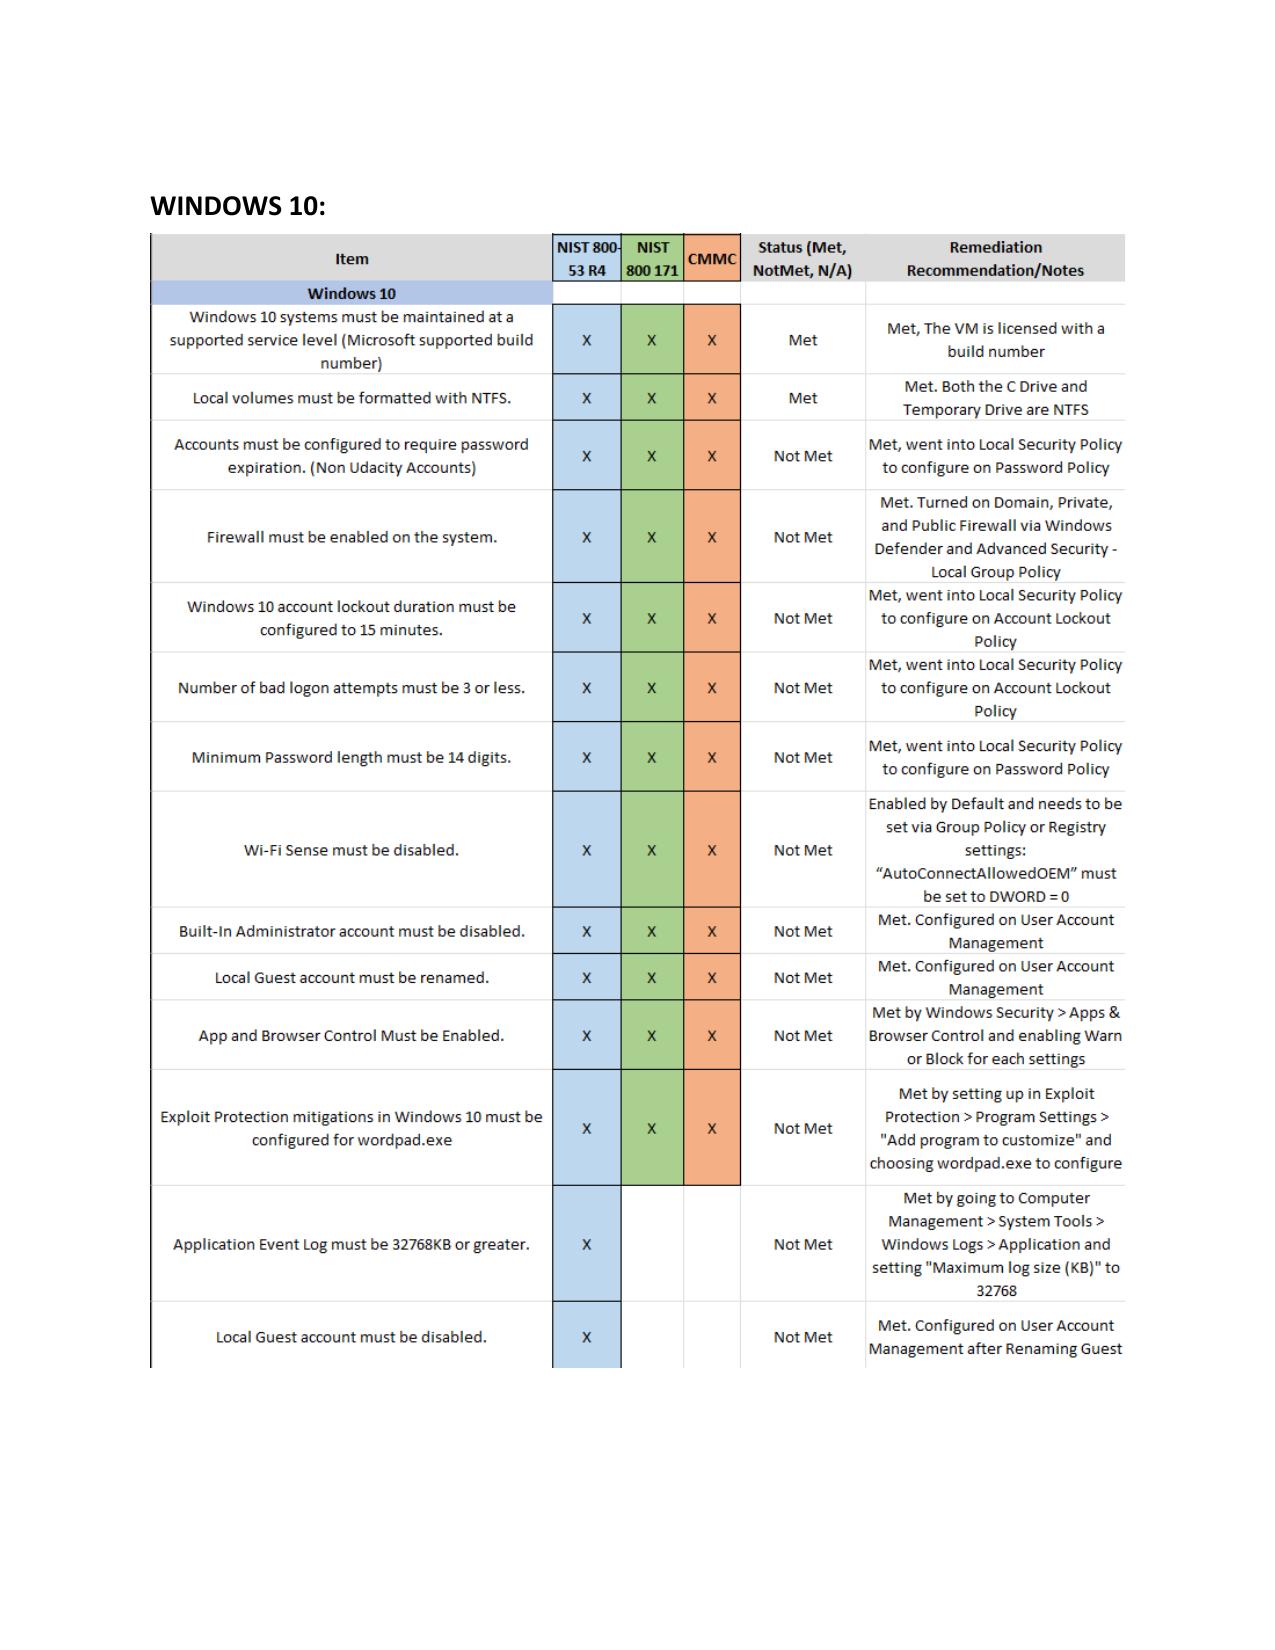 WINDOWS 10:
Item
NIST 800-
53 R4
NIST
800 171
CMMC
Status (Met,
NotMet, N/A)
Remediation
Recommendation/Notes
Windows 10
Windows 10 systems must be maintained at a
supported service level (Microsoft supported build
number)
X
X
X
Met
Met, The VM is licensed with a
build number
Local volumes must be formatted with NTFS.
X
X
X
Met
Met. Both the C Drive and
Temporary Drive are NTFS
Accounts must be configured to require password
expiration. (Non Udacity Accounts)
X
X
X
Not Met
Met, went into Local Security Policy
to configure on Password Policy
Firewall must be enabled on the system.
X
X
X
Not Met
Met. Turned on Domain, Private,
and Public Firewall via Windows
Defender and Advanced Security -
Local Group Policy
Windows 10 account lockout duration must be
configured to 15 minutes.
X
X
X
Not Met
Met, went into Local Security Policy
to configure on Account Lockout
Policy
Number of bad logon attempts must be 3 or less.
X
X
X
Not Met
Met, went into Local Security Policy
to configure on Account Lockout
Policy
Minimum Password length must be 14 digits.
X
X
X
Not Met
Met, went into Local Security Policy
to configure on Password Policy
Wi-Fi Sense must be disabled.
X
X
X
Not Met
Enabled by Default and needs to be
set via Group Policy or Registry
settings:
“AutoConnectAllowedOEM” must
be set to DWORD = 0
Built-In Administrator account must be disabled.
X
X
X
Not Met
Met. Configured on User Account
Management
Local Guest account must be renamed.
X
X
X
Not Met
Met. Configured on User Account
Management
App and Browser Control Must be Enabled.
X
X
X
Not Met
Met by Windows Security > Apps &
Browser Control and enabling Warn
or Block for each settings
Exploit Protection mitigations in Windows 10 must be
configured for wordpad.exe
X
X
X
Not Met
Met by setting up in Exploit
Protection > Program Settings >
"Add program to customize" and
choosing wordpad.exe to configure
Application Event Log must be 32768KB or greater.
X
Not Met
Met by going to Computer
Management > System Tools >
Windows Logs > Application and
setting "Maximum log size (KB)" to
32768
Local Guest account must be disabled.
X
Not Met
Met. Configured on User Account
Management after Renaming Guest